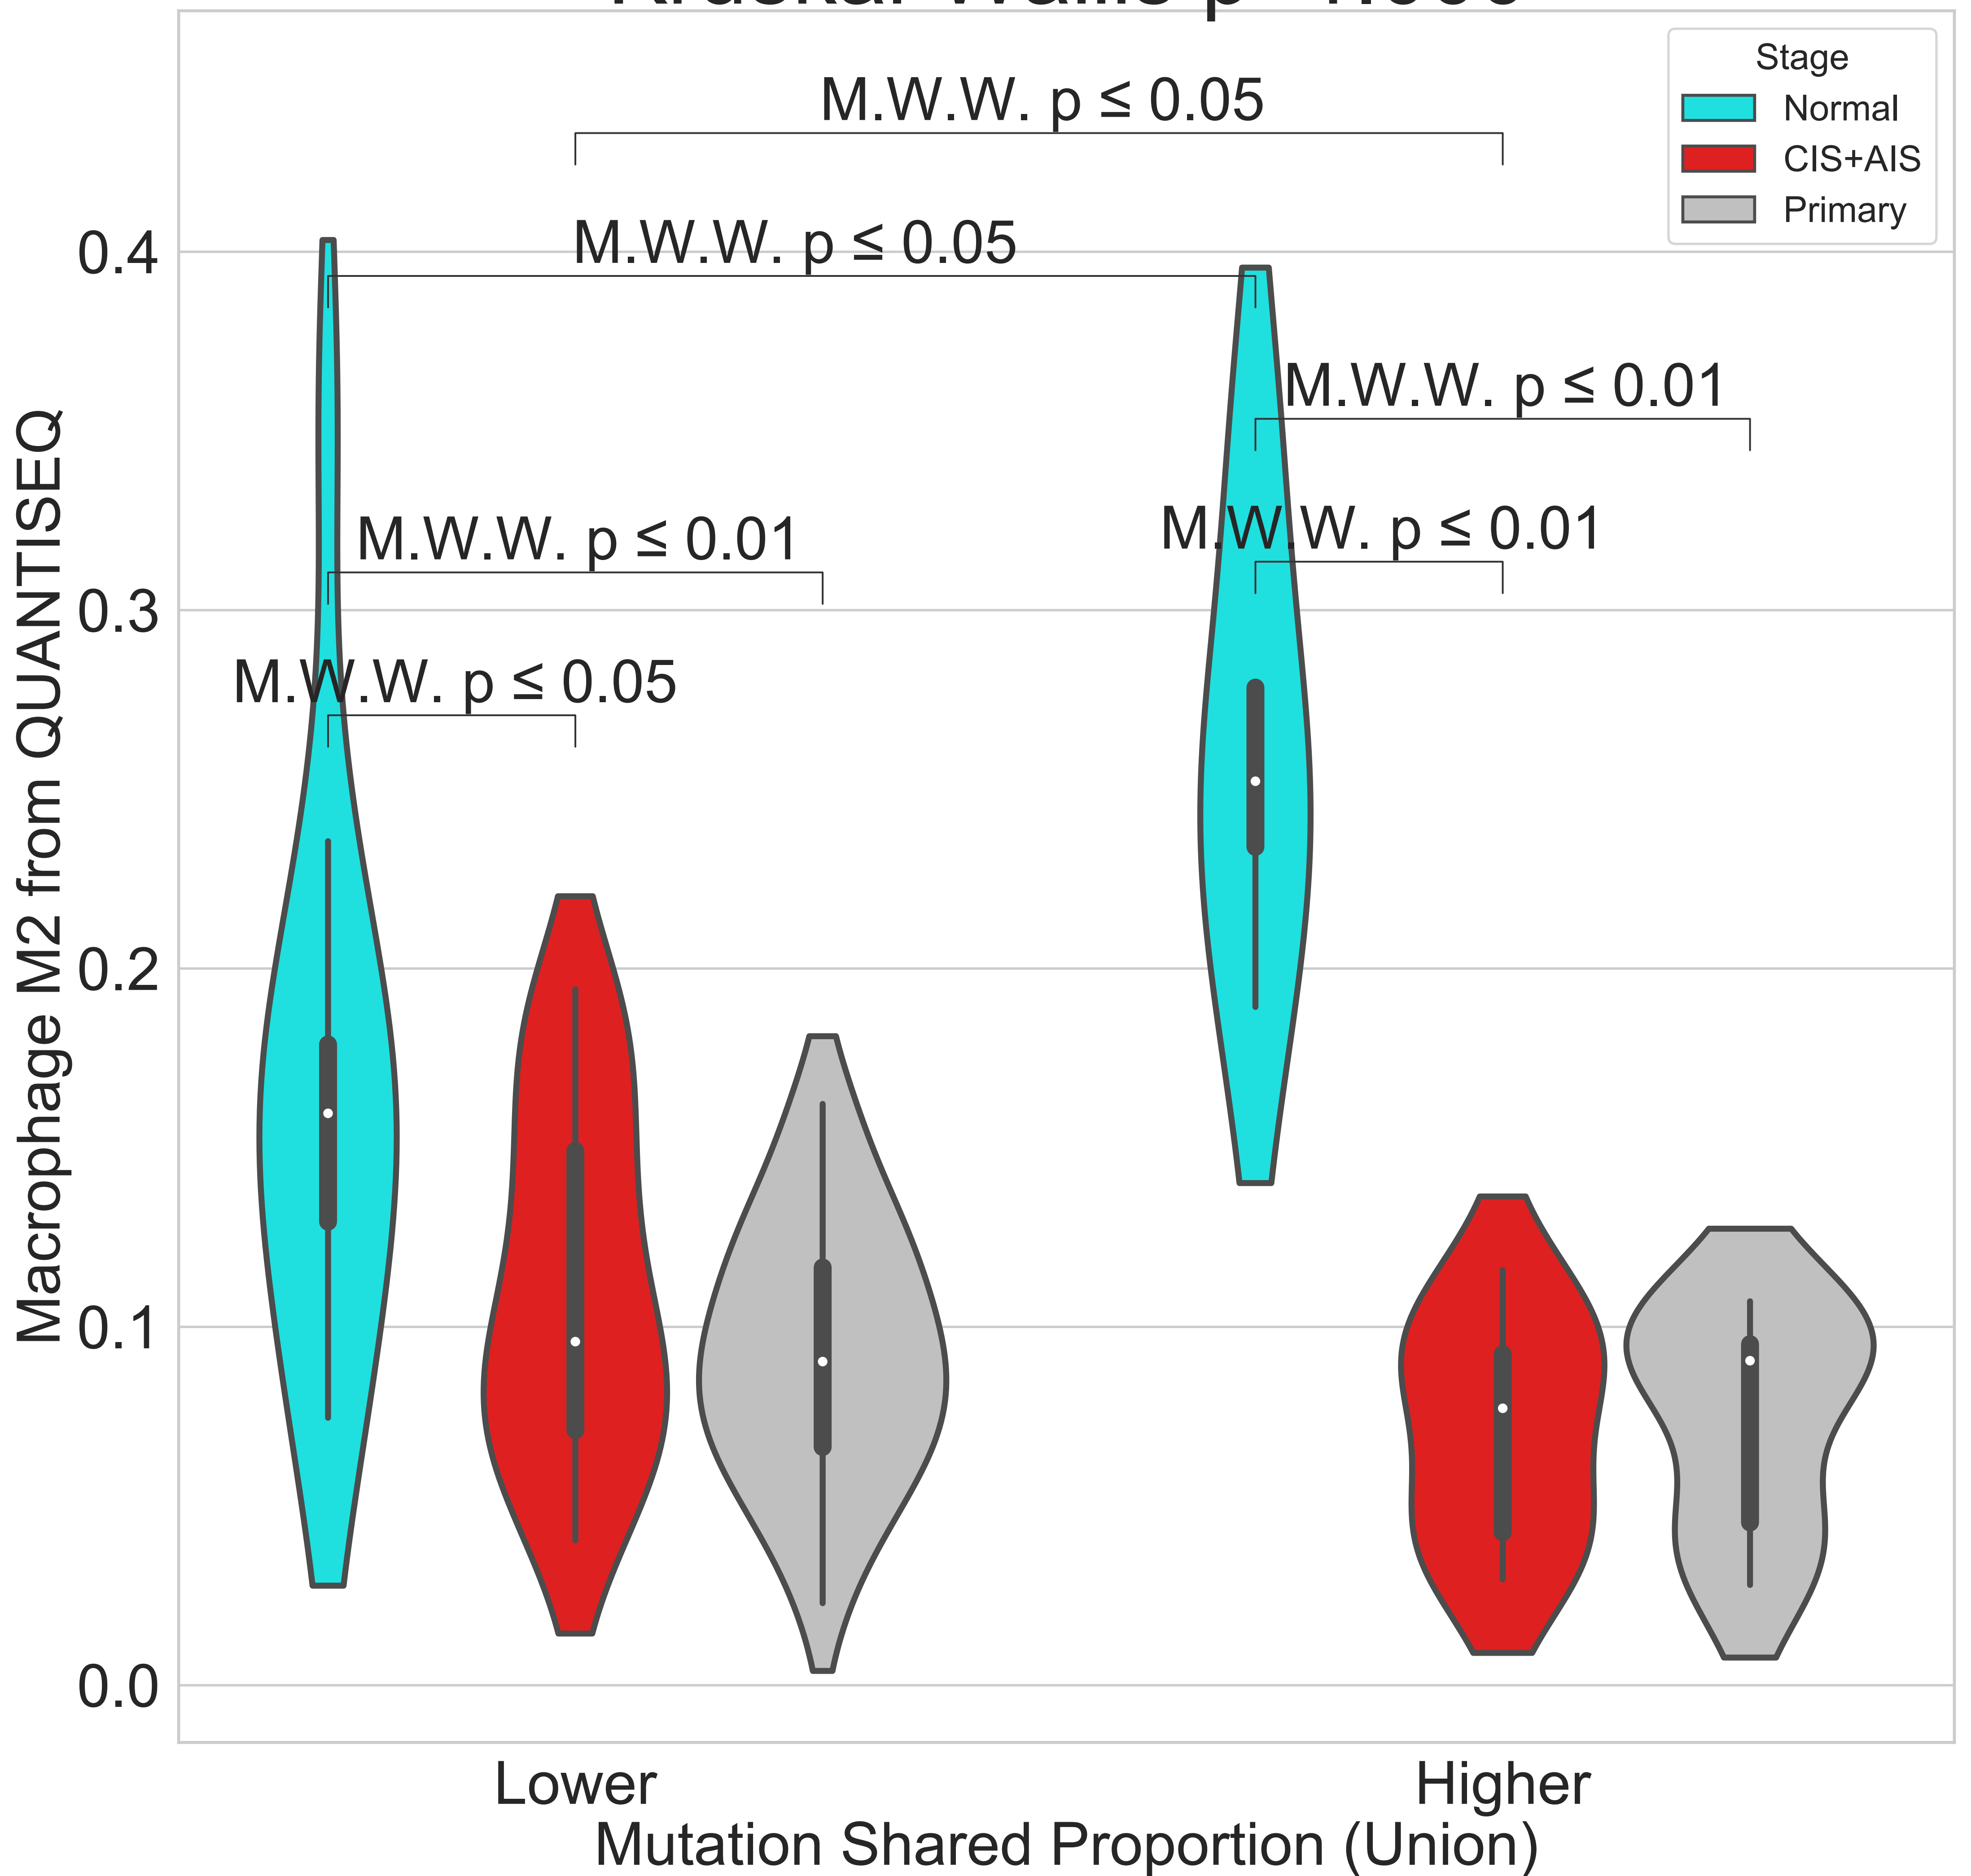 Stage
Normal
CIS+AIS
Primary
M.W.W. p ≤ 0.05
M.W.W. p ≤ 0.05
M.W.W. p ≤ 0.01
M.W.W. p ≤ 0.01
M.W.W. p ≤ 0.01
M.W.W. p ≤ 0.05
Macrophage M2 from QUANTISEQ
0.4
0.3
0.2
0.1
0.0
Lower
Higher
Mutation Shared Proportion (Union)